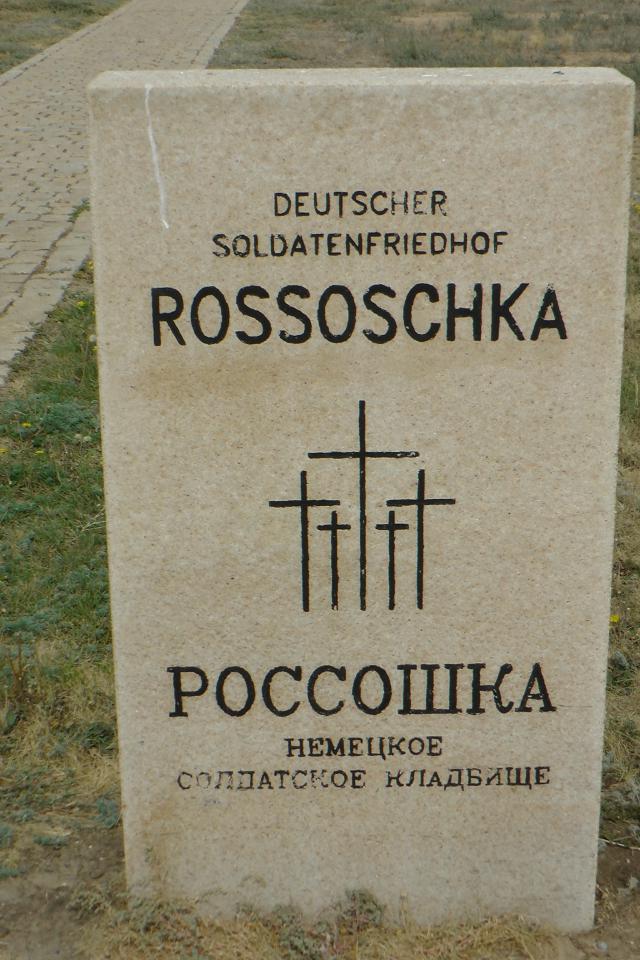 DEUTSCHER
SOLDATENFRIEDHOF
ROSSOSCHKA
РОССОШКА
НЕМЕЦКОЕ
СОЛДАТСКОЕ КЛАДБИЩЕ